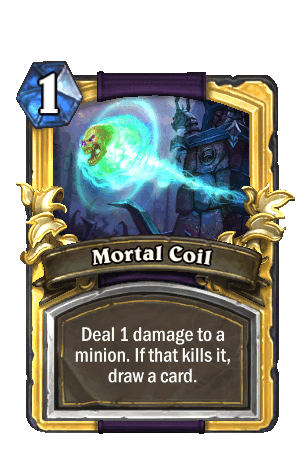 1
Mortal Coil
Deal 1 damage to a
minion. If that kills it,
draw a card.